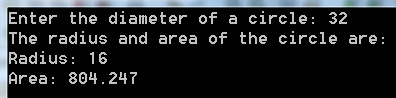 Enter the diameter of a circle: 32
The radius and area of the circle are:
Radius: 16
Area: 804.247